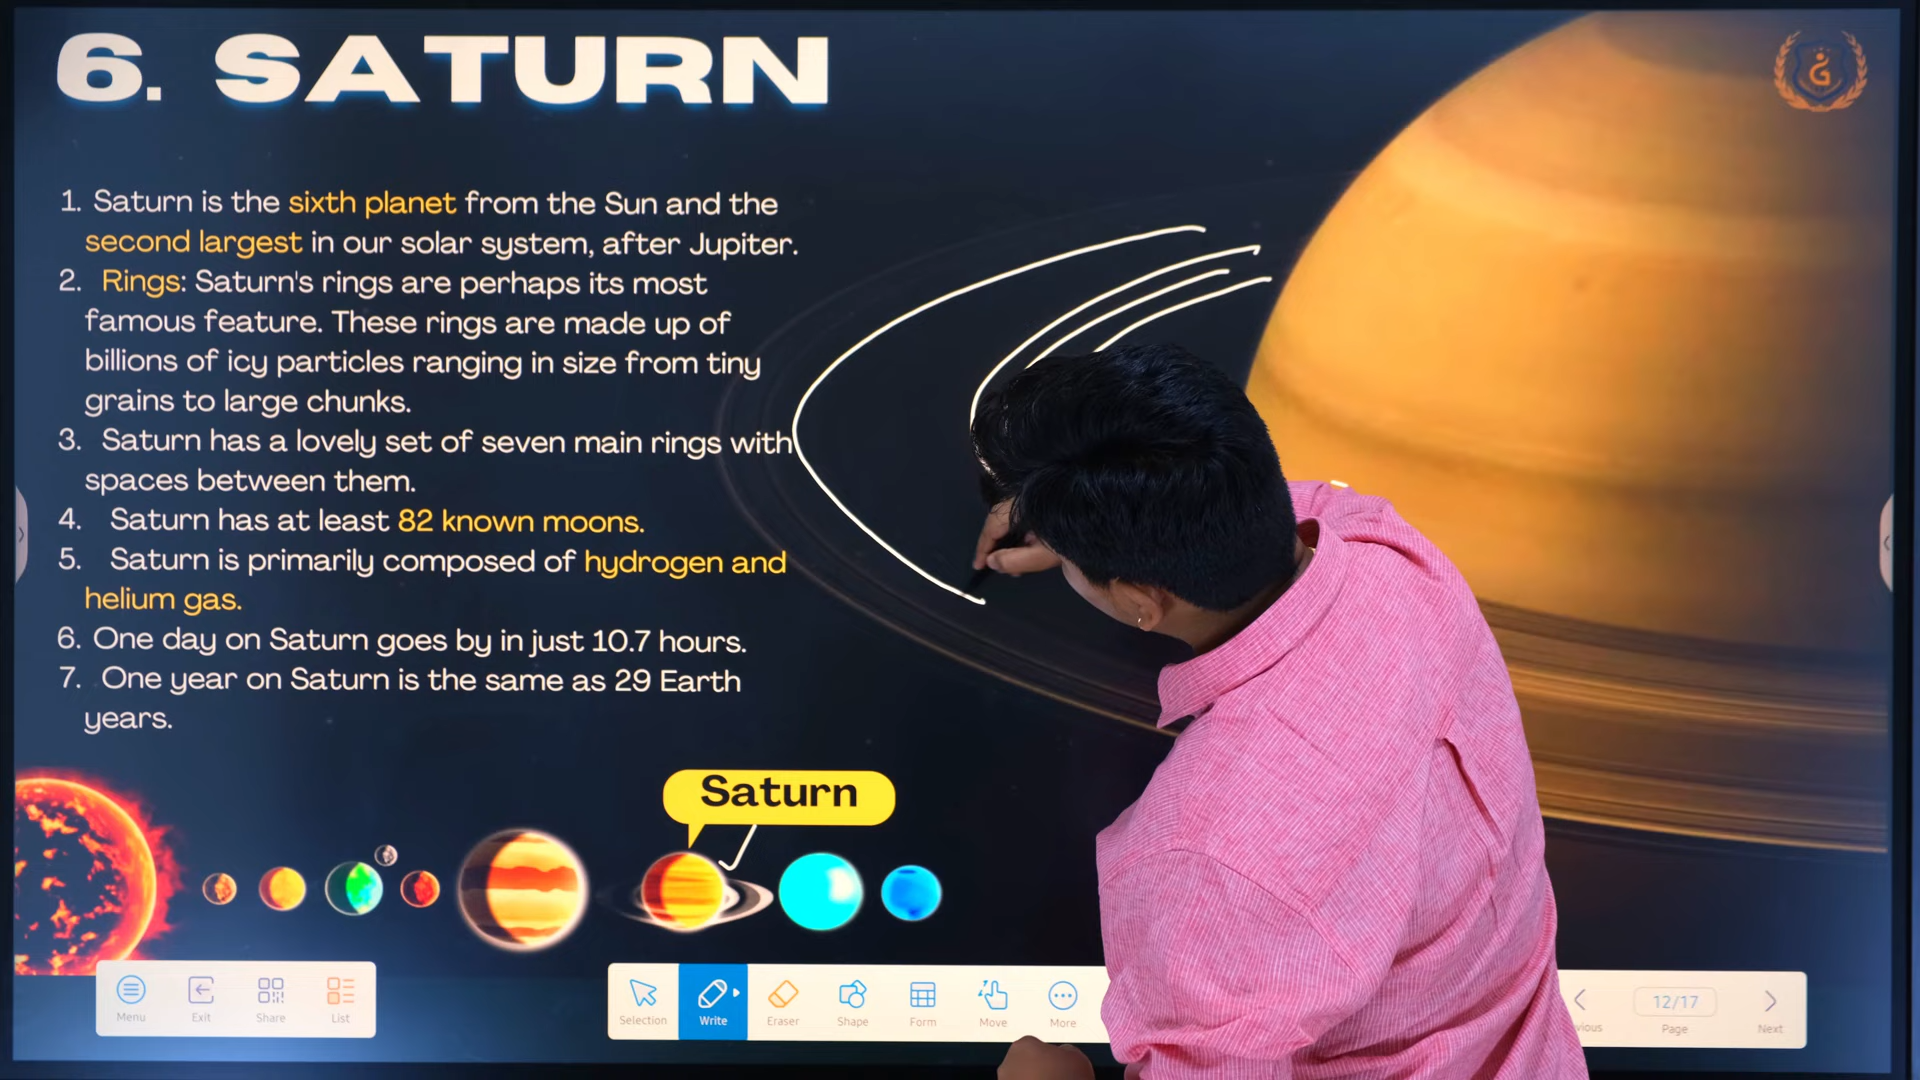 6. SATURN
1. Saturn is the sixth planet from the Sun and the
second largest in our solar system, after Jupiter.
2. Rings: Saturn's rings are perhaps its most
famous feature. These rings are made up of
billions of icy particles ranging in size from tiny
grains to large chunks.
3. Saturn has a lovely set of seven main rings with
spaces between them.
4. Saturn has at least 82 known moons.
5. Saturn is primarily composed of hydrogen and
helium gas.
6. One day on Saturn goes by in just 10.7 hours.
7. One year on Saturn is the same as 29 Earth
years.
Saturn
Menu Exit Share List
Selection Write Eraser Shape Form Move More
12/17
vious Page Next